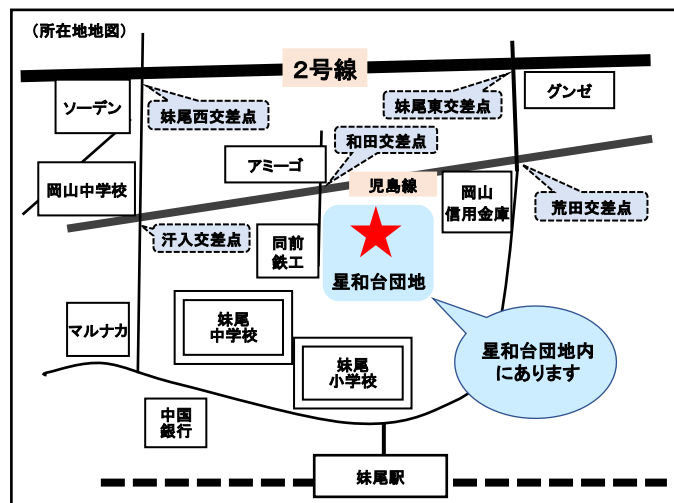 （所在地地図）
２号線
ソーデン
妹尾西交差点
妹尾東交差点
グンゼ
和田交差点
アミーゴ
岡山中学校
児島線
岡山
信用金庫
荒田交差点
汗入交差点
同前
鉄工
星和台団地
マルナカ
妹尾
中学校
妹尾
小学校
星和台団地内
にあります
中国
銀行
妹尾駅